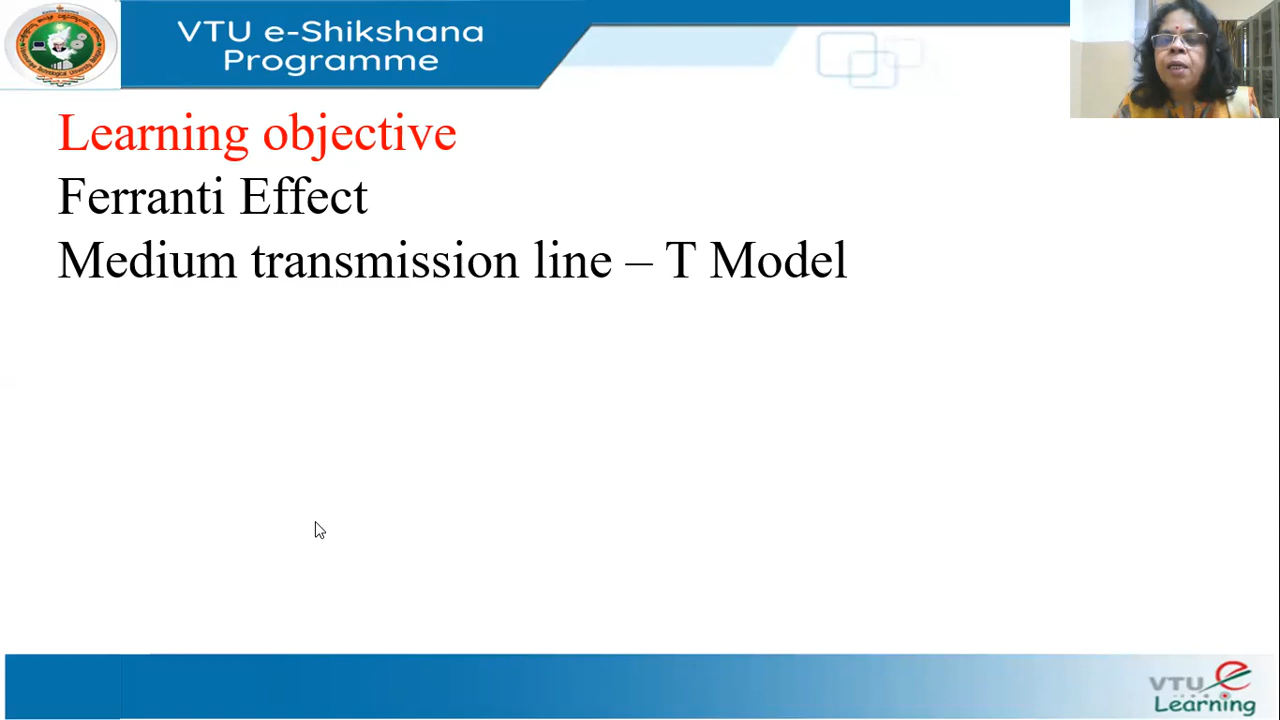 VTU e-Shikshana
Programme
Learning objective
Ferranti Effect
Medium transmission line – T Model
VTU e
Learning